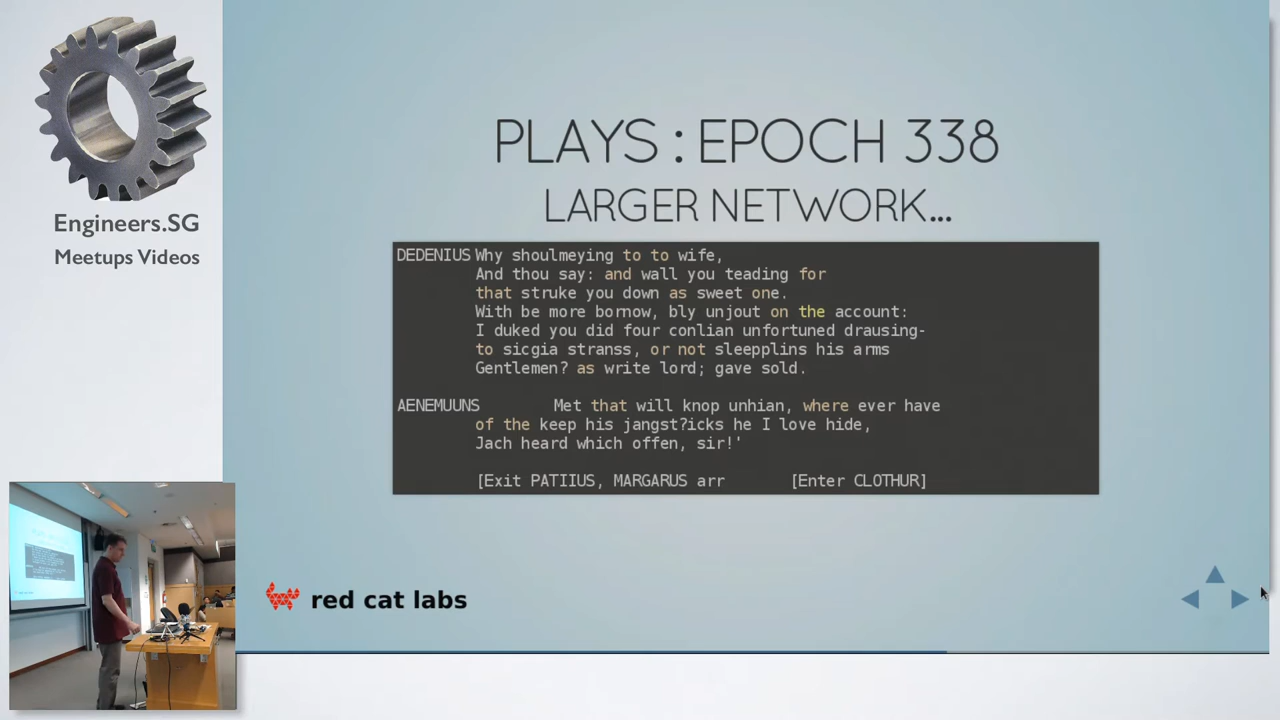 Engineers.SG
Meetups Videos
PLAYS : EPOCH 338
LARGER NETWORK...
DEDENIUS Why shoulmeying to to wife,
And thou say: and wall you teading for
that struke you down as sweet one.
With be more bornow, bly unjout on the account:
I duked you did four conlian unfortuned drausing-
to sicgia stranss, or not sleepplins his arms
Gentlemen? as write lord; gave sold.
AENEMUUNS Met that will knop unhian, where ever have
of the keep his jangst?icks he I love hide,
Jach heard which offen, sir!'
[Exit PATIIUS, MARGARUS arr [Enter CLOTHUR]
red cat labs